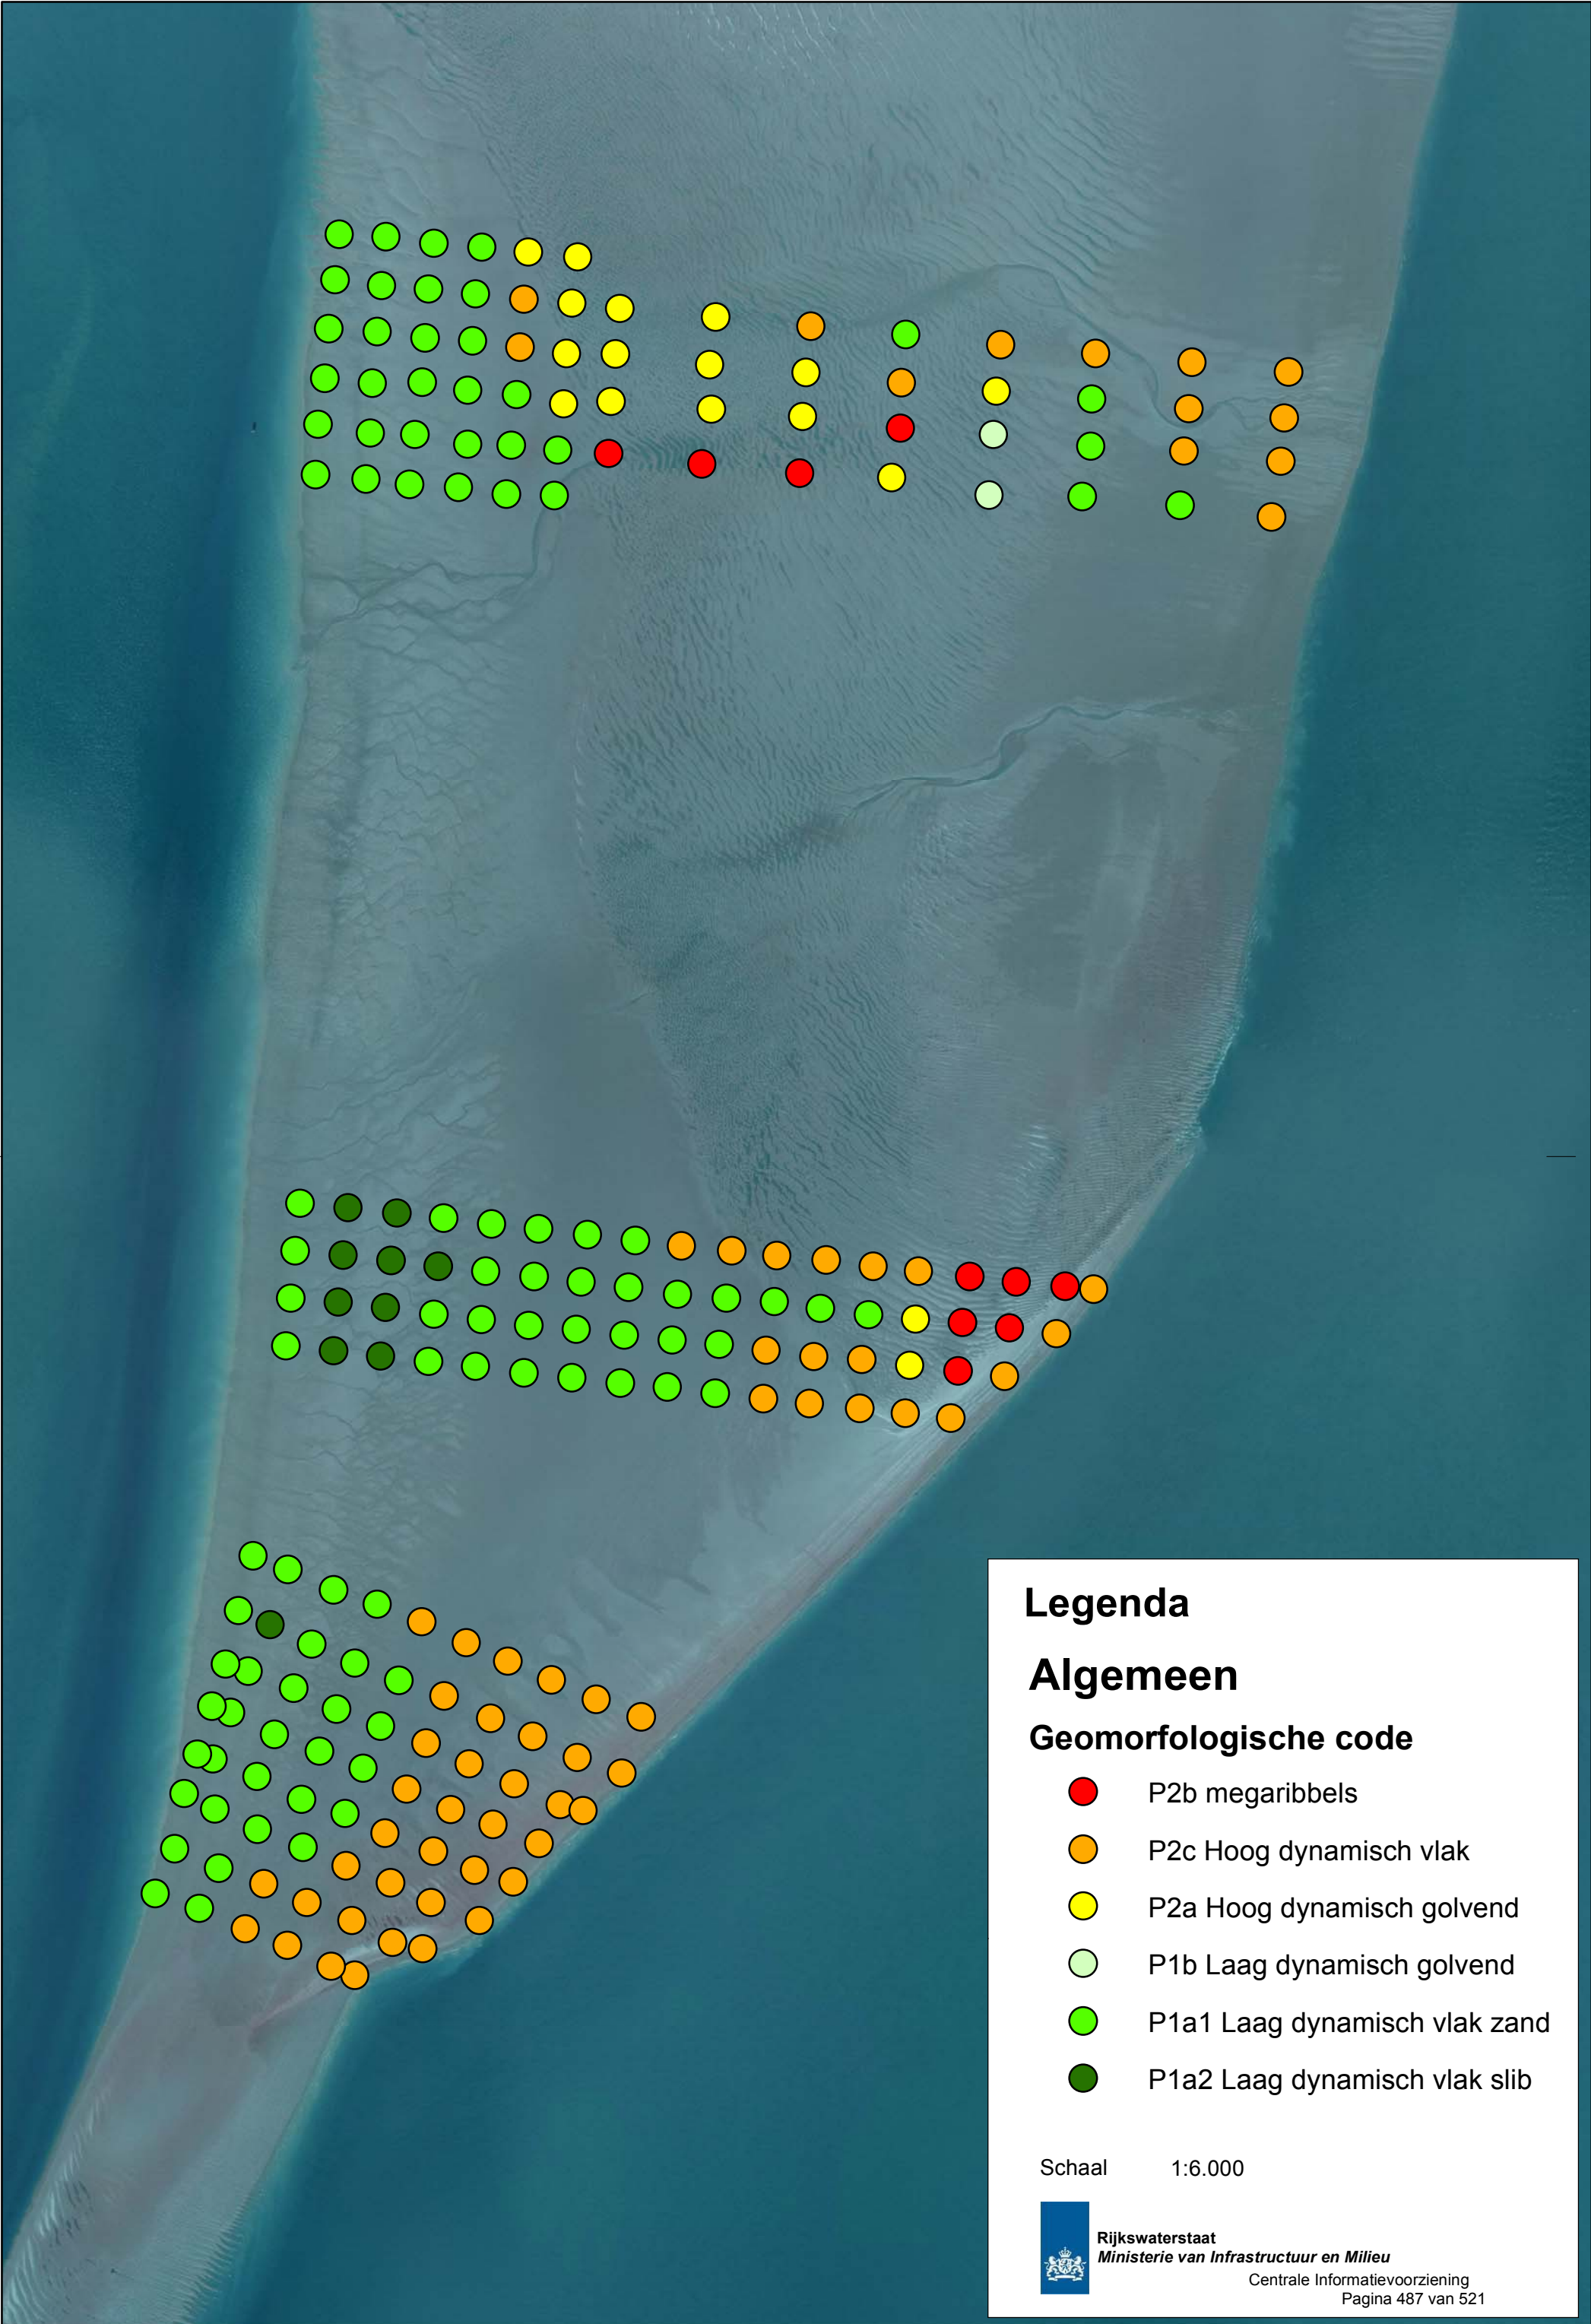 Legenda
Algemeen
Geomorfologische code
P2b megaribbels
P2c Hoog dynamisch vlak
P2a Hoog dynamisch golvend
P1b Laag dynamisch golvend
P1a1 Laag dynamisch vlak zand
P1a2 Laag dynamisch vlak slib
Schaal 1:6.000
Rijkswaterstaat
Ministerie van Infrastructuur en Milieu
Centrale Informatievoorziening
Pagina 487 van 521